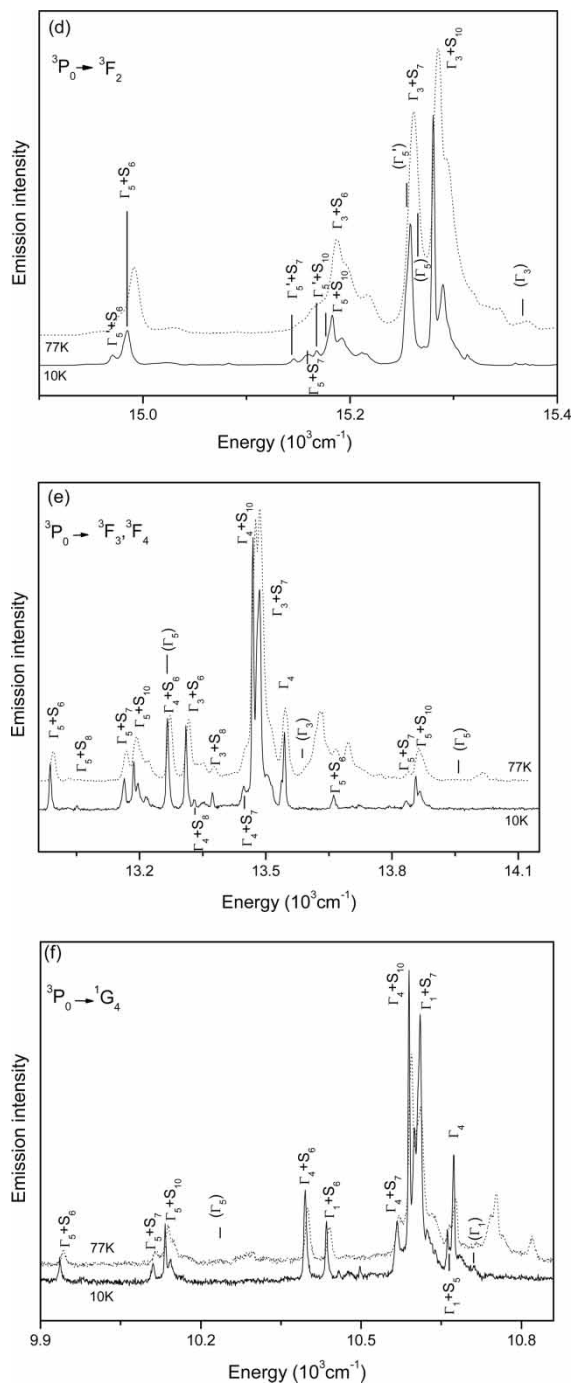 (d)
³P₀→³F₂
Γ₃+S₁₀
Γ₃+S₇
(Γ₅')
Γ₅+S₆
Γ₃+S₆
Γ₅'+S₇
Γ₅'+S₁₀
Γ₅+S₁₀
(Γ₅)
(Γ₃)
Γ₅'+S₆
Γ₅+S₇
77K
10K
Emission intensity
15.0 15.2 15.4
Energy (10³cm⁻¹)
(e)
³P₀→ ³F₃,³F₄
Γ₄+S₁₀
Γ₃+S₇
(Γ₅)
Γ₄+S₆
Γ₃+S₆
Γ₄
Γ₅+S₆
Γ₅+S₈
Γ₅+S₇
Γ₅+S₁₀
Γ₃+S₈
(Γ₃)
Γ₅+S₆
Γ₅+S₇
Γ₅+S₁₀
(Γ₅)
77K
10K
Γ₄+S₈
Γ₄+S₇
Emission intensity
13.2 13.5 13.8 14.1
Energy (10³cm⁻¹)
(f)
³P₀→¹G₄
Γ₄+S₁₀
Γ₁+S₇
Γ₄
Γ₄+S₆
Γ₁+S₆
Γ₄+S₇
Γ₅+S₆
Γ₅+S₇
Γ₅+S₁₀
(Γ₅)
(Γ₁)
Γ₁+S₅
77K
10K
Emission intensity
9.9 10.2 10.5 10.8
Energy (10³cm⁻¹)